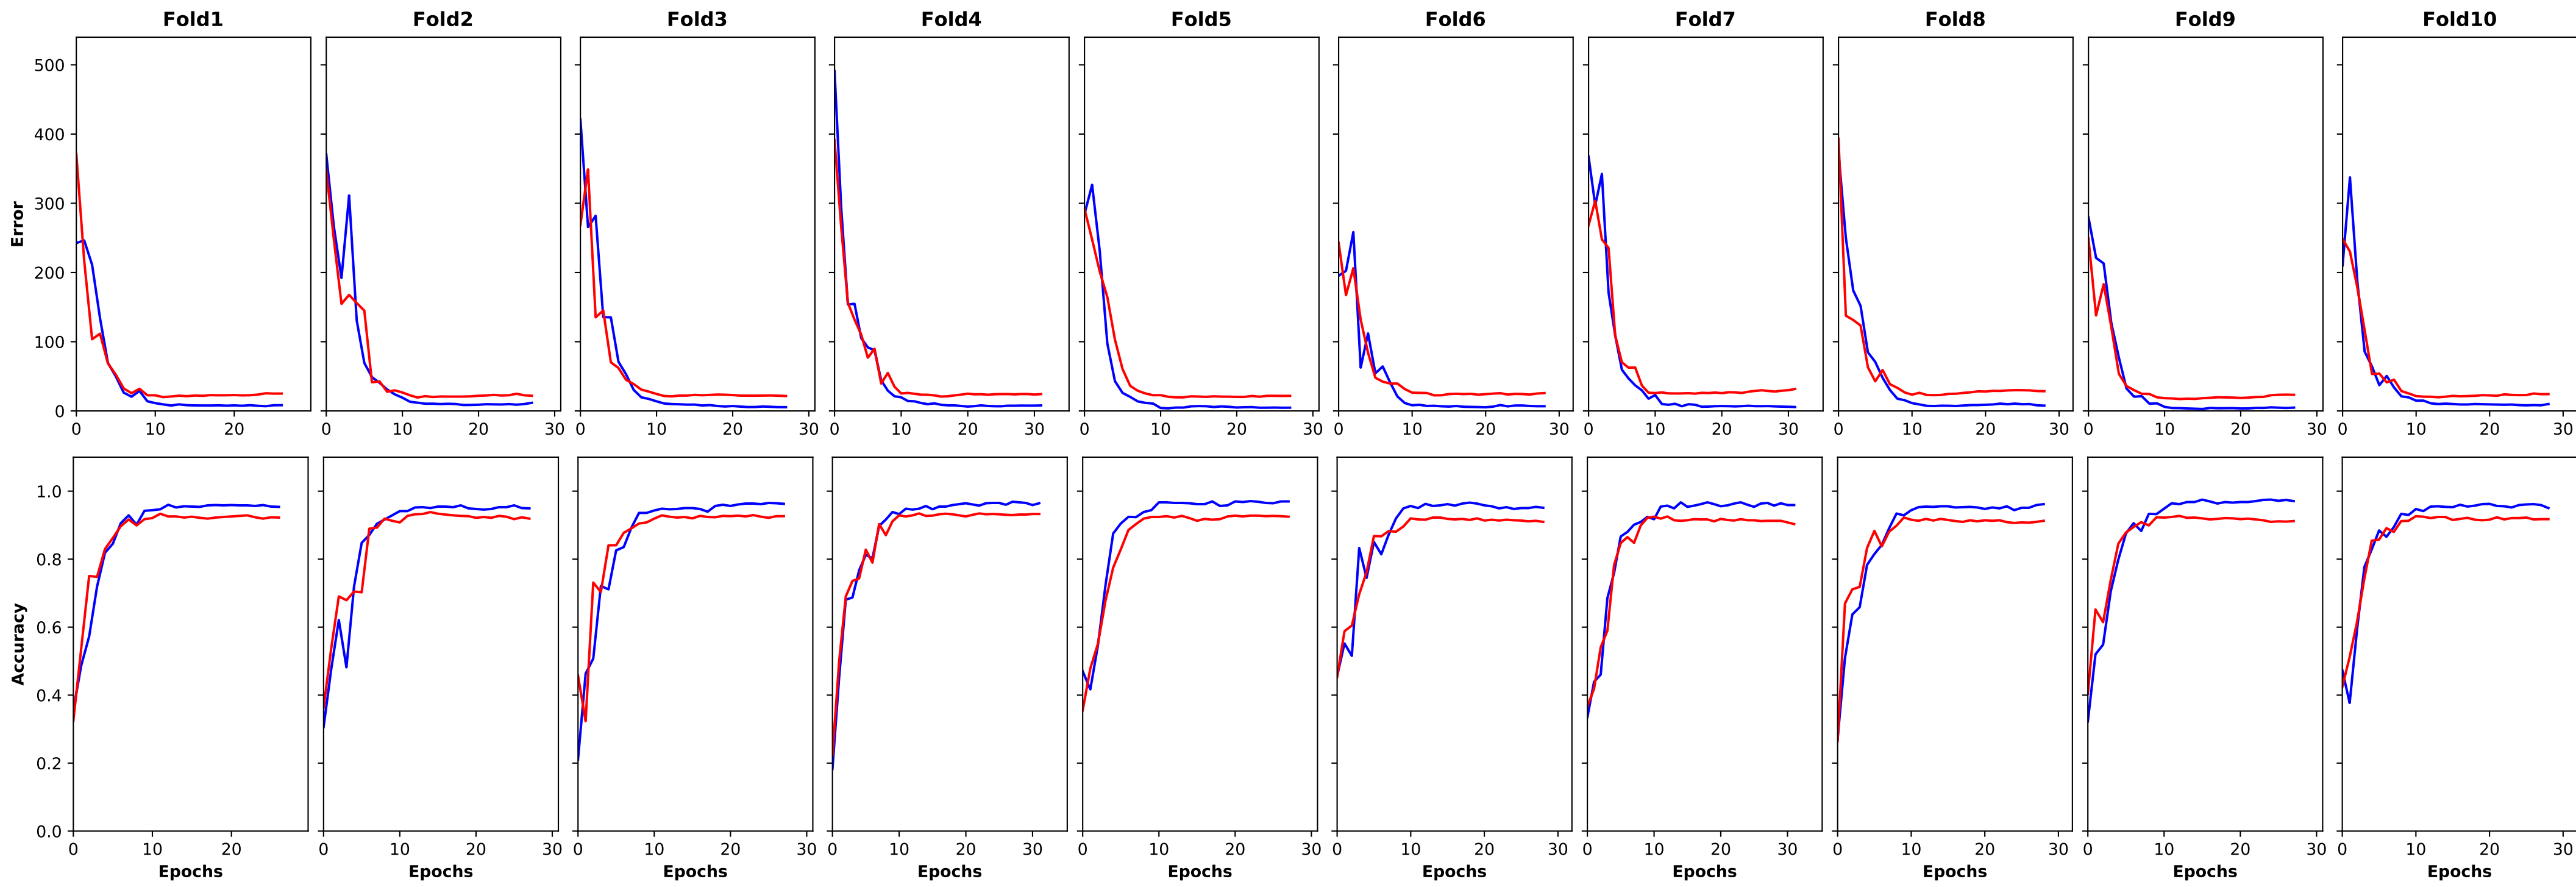 Fold1 Fold2 Fold3 Fold4 Fold5 Fold6 Fold7 Fold8 Fold9 Fold10
500
400
300
200
100
0
Error
0 10 20 0 10 20 30 0 10 20 30 0 10 20 30 0 10 20 30 0 10 20 30 0 10 20 30 0 10 20 30 0 10 20 30 0 10 20 30
1.0
0.8
0.6
0.4
0.2
0.0
Accuracy
0 10 20 0 10 20 30 0 10 20 30 0 10 20 30 0 10 20 30 0 10 20 30 0 10 20 30 0 10 20 30 0 10 20 30 0 10 20 30
Epochs Epochs Epochs Epochs Epochs Epochs Epochs Epochs Epochs Epochs